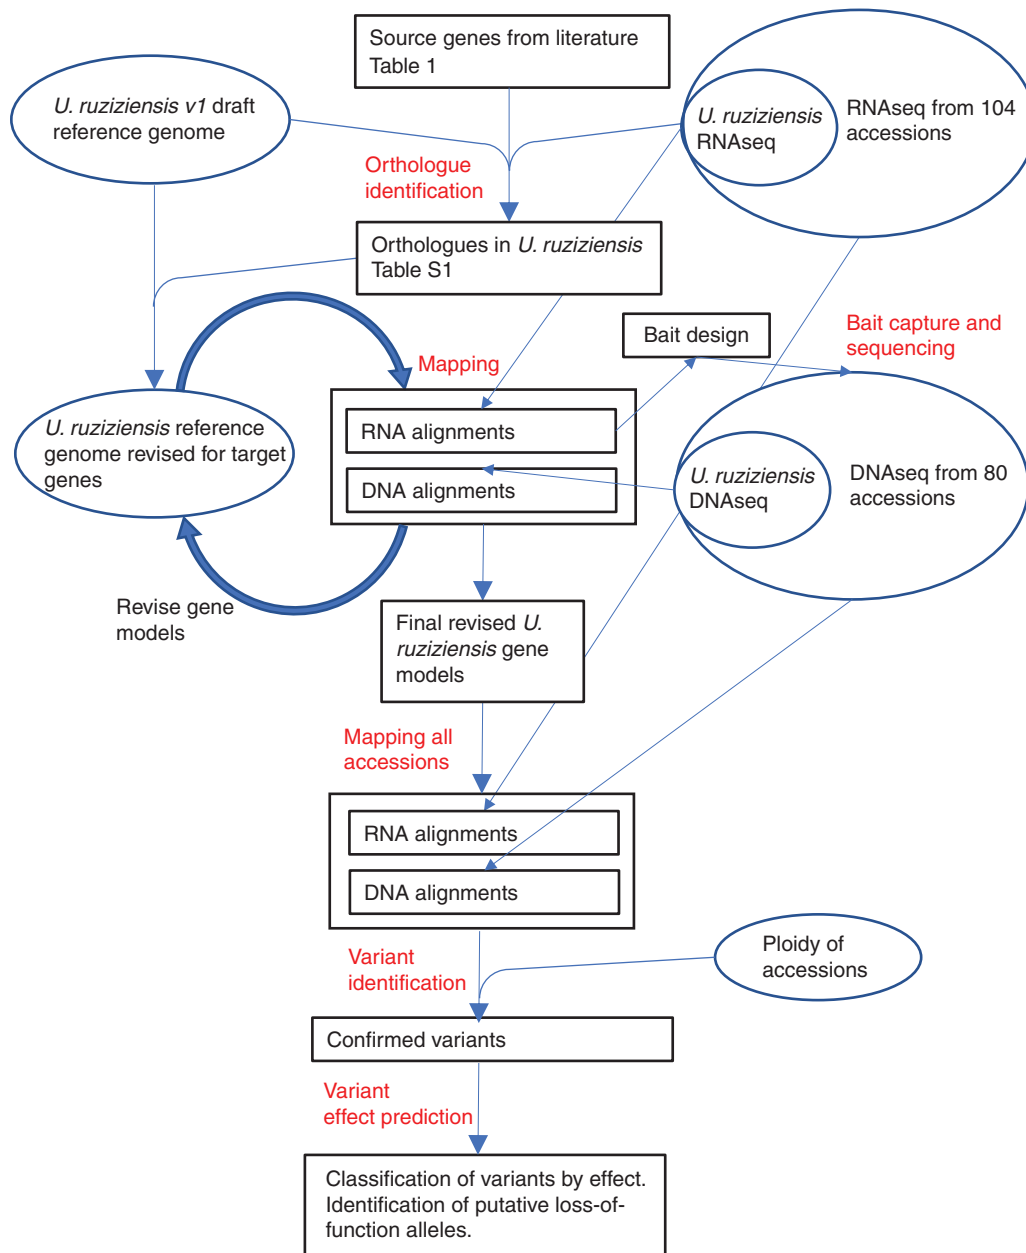 Source genes from literature
Table 1
U. ruziziensis v1 draft
reference genome
U. ruziziensis
RNAseq
RNAseq from 104
accessions
Orthologue
identification
Orthologues in U. ruziziensis
Table S1
Bait design
Bait capture and
sequencing
Mapping
RNA alignments
DNA alignments
U. ruziziensis reference
genome revised for target
genes
U. ruziziensis
DNAseq
DNAseq from 80
accessions
Revise gene
models
Final revised U.
ruziziensis gene
models
Mapping all
accessions
RNA alignments
DNA alignments
Variant
identification
Ploidy of
accessions
Confirmed variants
Variant
effect prediction
Classification of variants by effect.
Identification of putative loss-of-
function alleles.